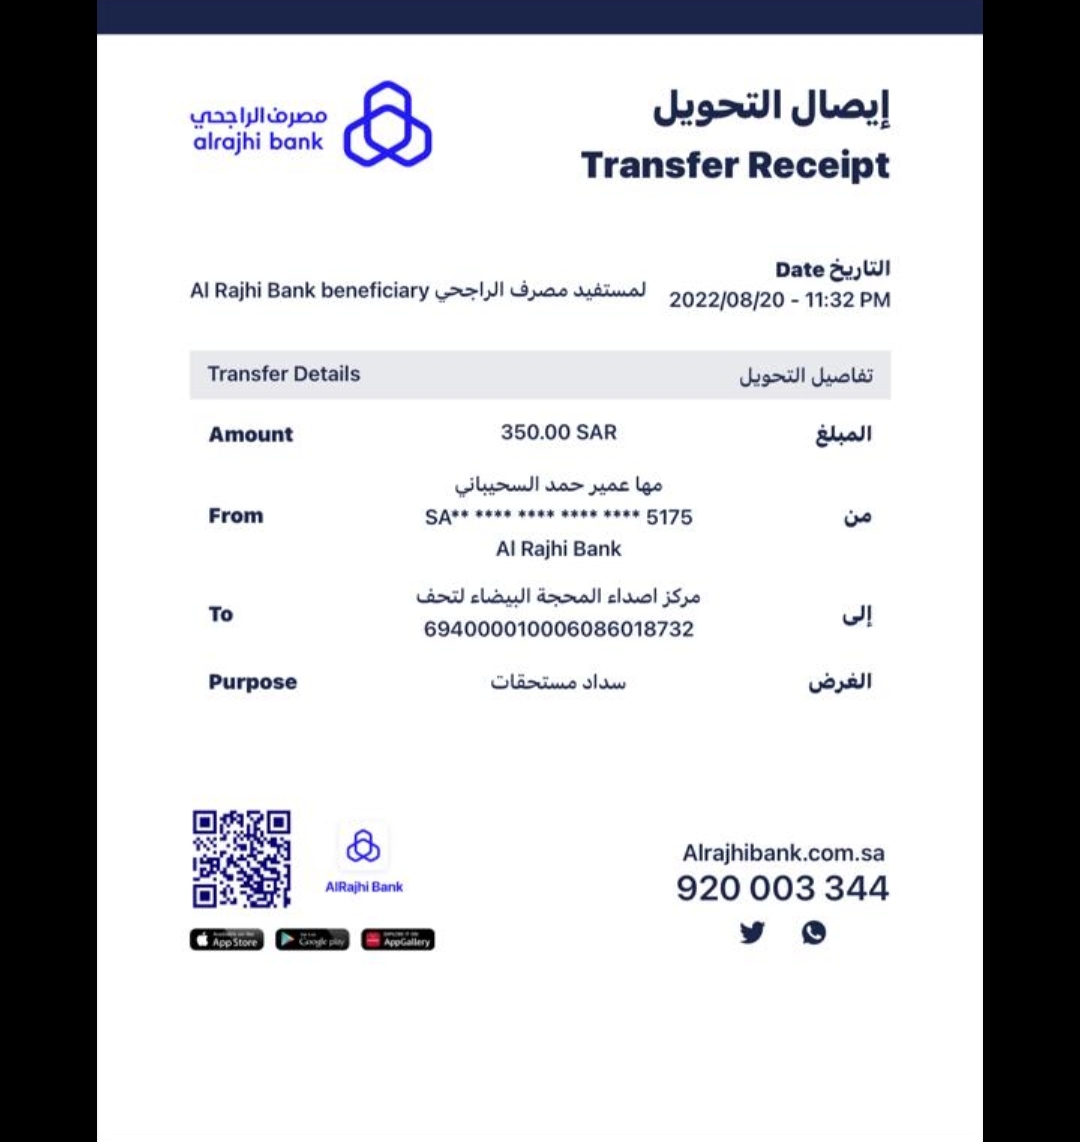 إيصال التحويل
Transfer Receipt
مصرف الراجحي
alrajhi bank
التاريخ Date
2022/08/20 - 11:32 PM
لمستفيد مصرف الراجحي Al Rajhi Bank beneficiary
Transfer Details تفاصيل التحويل
Amount 350.00 SAR المبلغ
مها عمير حمد السحيباني
From SA** **** **** **** **** 5175 من
Al Rajhi Bank
مركز اصداء المحجة البيضاء لتحف
To 694000010006086018732 إلى
Purpose سداد مستحقات الغرض
AlRajhi Bank
App Store
Google play
EXPLORE IT ON
AppGallery
Alrajhibank.com.sa
920 003 344